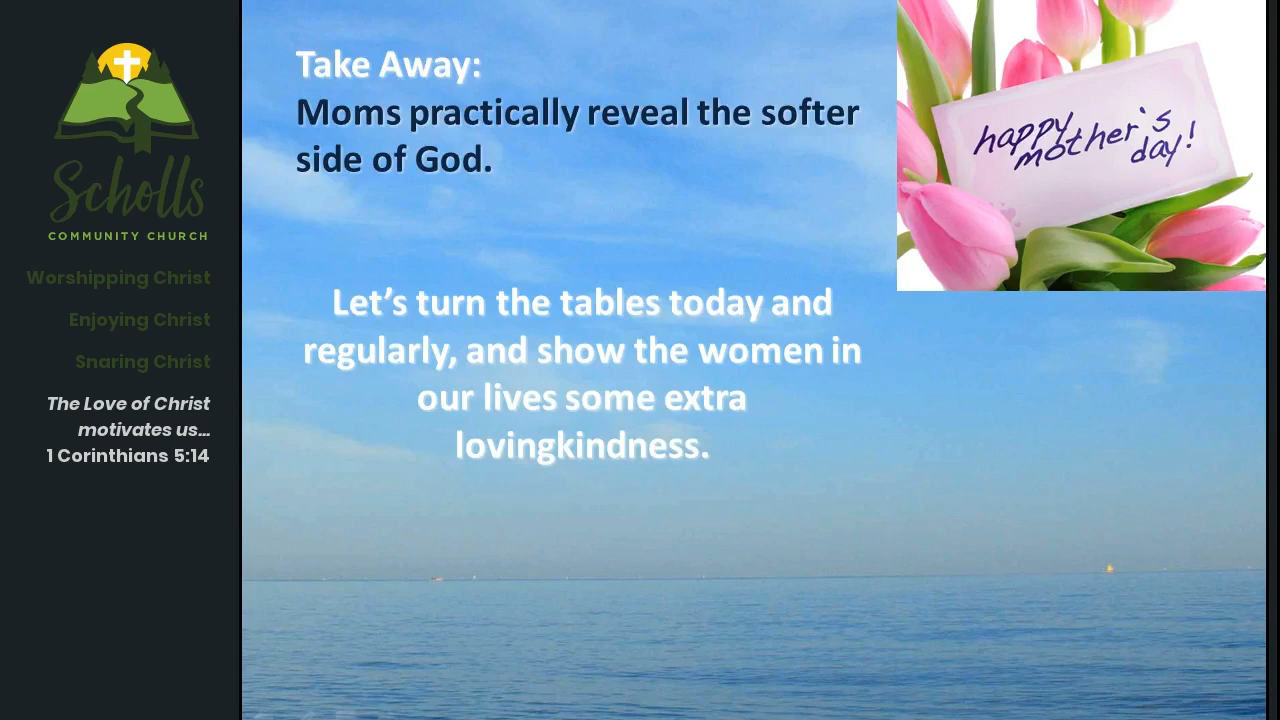 Scholls
COMMUNITY CHURCH
Worshipping Christ
Enjoying Christ
Snaring Christ
The Love of Christ
motivates us...
1 Corinthians 5:14
Take Away:
Moms practically reveal the softer
side of God.
Let’s turn the tables today and
regularly, and show the women in
our lives some extra
lovingkindness.
happy
mother's
day!